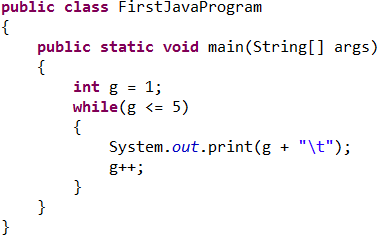 public class FirstJavaProgram
{
    public static void main(String[] args)
    {
        int g = 1;
        while(g <= 5)
        {
            System.out.print(g + "\t");
            g++;
        }
    }
}